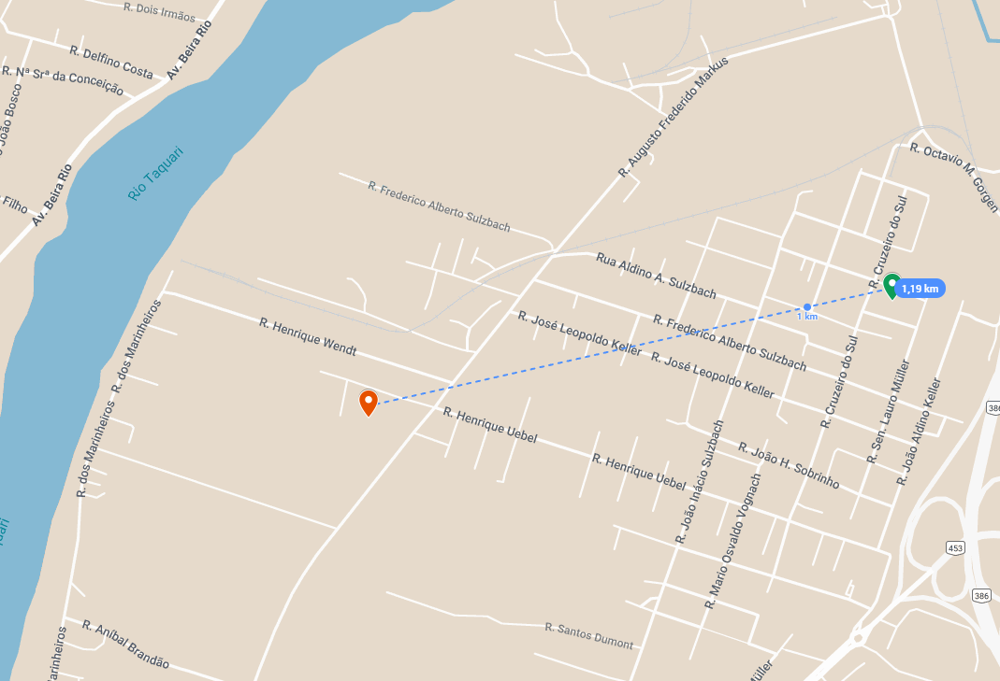 R. Dois Irmãos
R. Delfino Costa
Av. Beira Rio
R. Nª Srª da Conceição
João Bosco
Filho
Av. Beira Rio
Rio Taquari
R. Augusto Frederido Markus
R. Octavio M. Gorgen
R. Frederico Alberto Sulzbach
R. Cruzeiro do Sul
Rua Aldino A. Sulzbach
1,19 km
1 km
R. dos Marinheiros
R. Henrique Wendt
R. José Leopoldo Keller
R. Frederico Alberto Sulzbach
R. José Leopoldo Keller
R. Cruzeiro do Sul
R. Sen. Lauro Müller
R. João Aldino Keller
386
R. Henrique Uebel
R. dos Marinheiros
R. Henrique Uebel
R. João H. Sobrinho
R. João Inácio Sulzbach
R. Mario Osvaldo Vognach
453
386
R. Aníbal Brandão
R. Santos Dumont